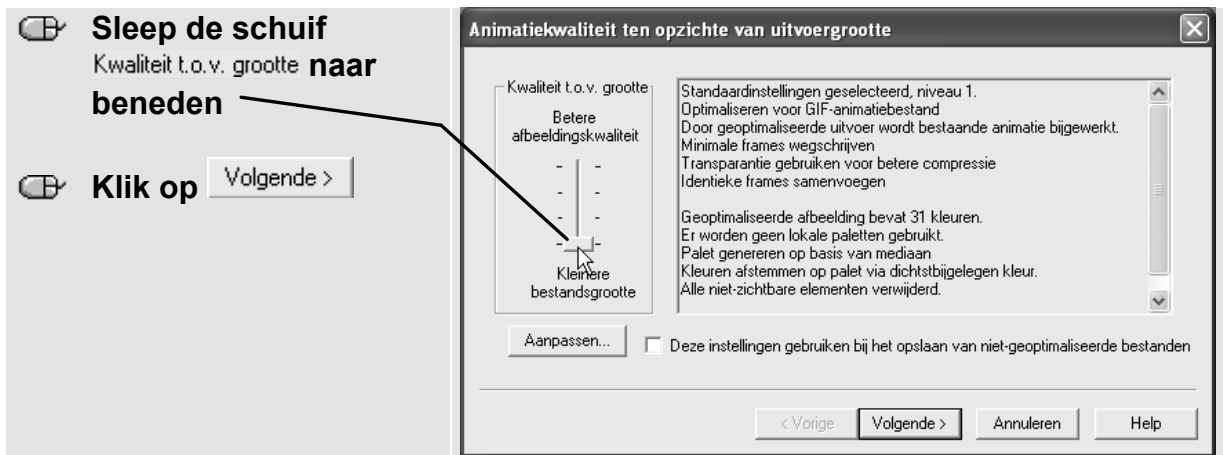 Sleep de schuif
Kwaliteit t.o.v. grootte naar
beneden
Klik op Volgende >
Animatiekwaliteit ten opzichte van uitvoergrootte
Kwaliteit t.o.v. grootte
Betere
afbeeldingskwaliteit
Kleinere
bestandsgrootte
Standaardinstellingen geselecteerd, niveau 1.
Optimaliseren voor GIF-animatiebestand
Door geoptimaliseerde uitvoer wordt bestaande animatie bijgewerkt.
Minimale frames wegschrijven
Transparantie gebruiken voor betere compressie
Identieke frames samenvoegen
Geoptimaliseerde afbeelding bevat 31 kleuren.
Er worden geen lokale paletten gebruikt.
Palet genereren op basis van mediaan
Kleuren afstemmen op palet via dichtstbijgelegen kleur.
Alle niet-zichtbare elementen verwijderd.
Aanpassen...
Deze instellingen gebruiken bij het opslaan van niet-geoptimaliseerde bestanden
< Vorige Volgende > Annuleren Help